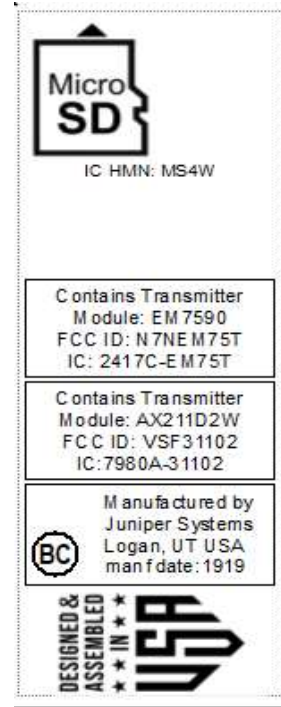 Micro
SD
IC HMN: MS4W
Contains Transmitter
Module: EM7590
FCC ID: N7NEM75T
IC: 2417C-EM75T
Contains Transmitter
Module: AX211D2W
FCC ID: VSF31102
IC:7980A-31102
Manufactured by
Juniper Systems
BC
Logan, UT USA
manf date:1919
DESIGNED &
ASSEMBLED
★ ★ IN ★ ★
USA